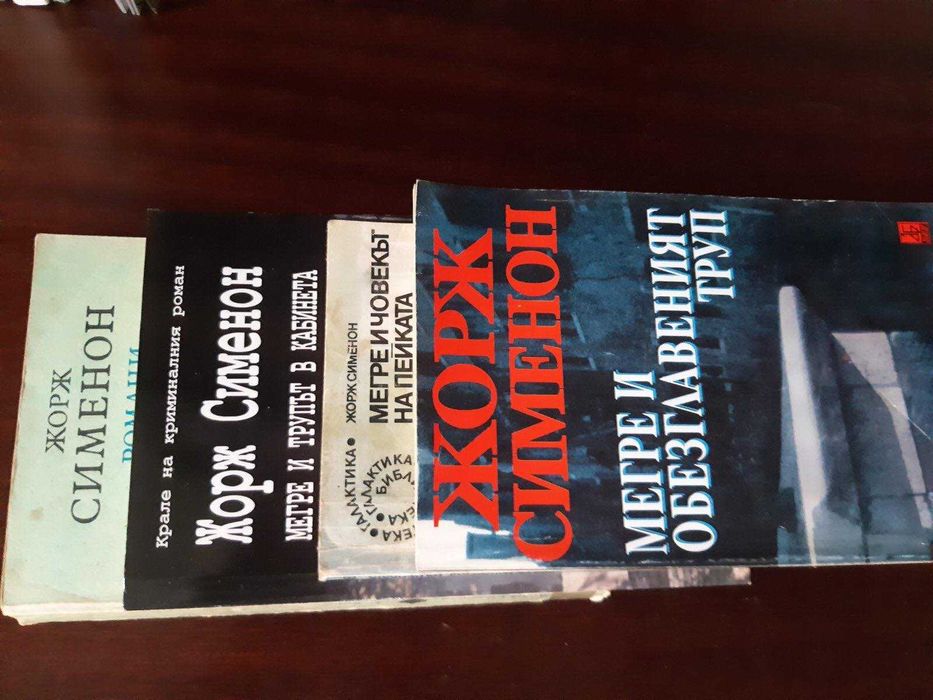 ЖОРЖ
СИМЕНОН
РОМАНИ
Крале на криминалния роман
Жорж Сименон
МЕГРЕ И ТРУПЪТ В КАБИНЕТА
ГАЛАКТИКА
ГАЛАКТИКА
ЖОРЖ СИМЕНОН
МЕГРЕ И ЧОВЕКЪТ
НА ПЕЙКАТА
ЖОРЖ
СИМЕНОН
МЕГРЕ И
ОБЕЗГЛАВЕНИЯТ
ТРУП